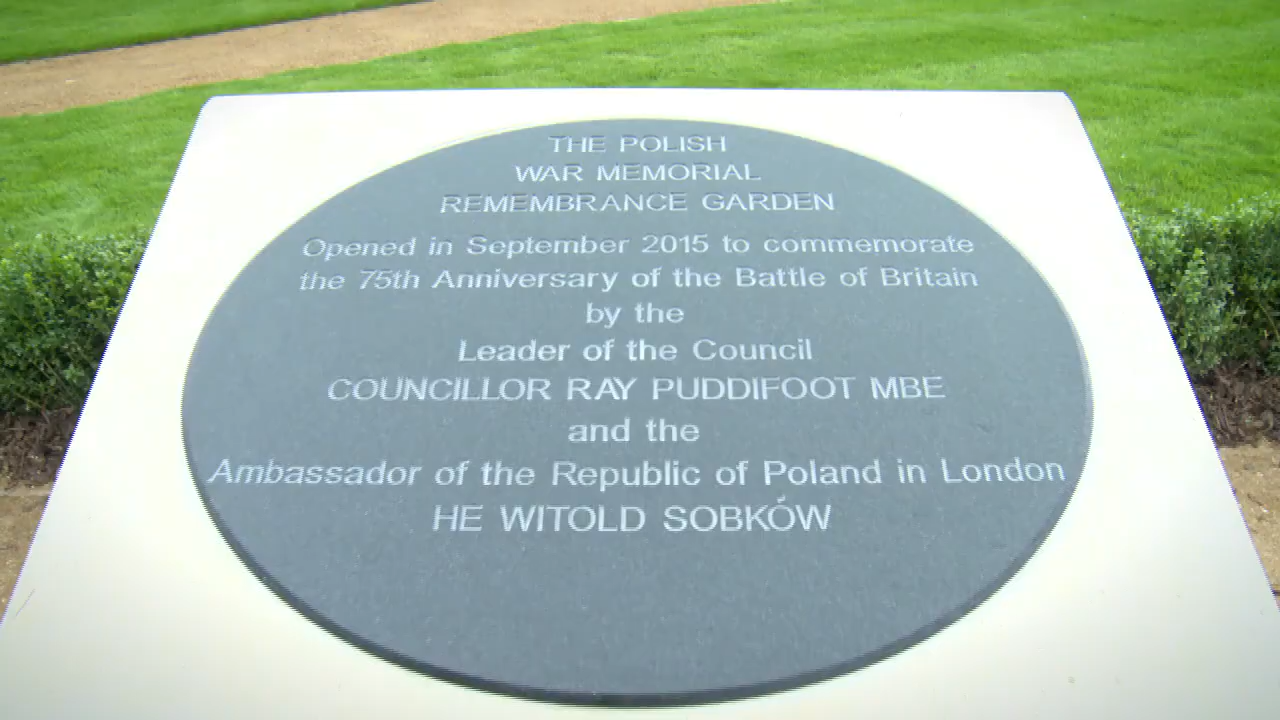 THE POLISH
WAR MEMORIAL
REMEMBRANCE GARDEN
Opened in September 2015 to commemorate
the 75th Anniversary of the Battle of Britain
by the
Leader of the Council
COUNCILLOR RAY PUDDIFOOT MBE
and the
Ambassador of the Republic of Poland in London
HE WITOLD SOBKÓW